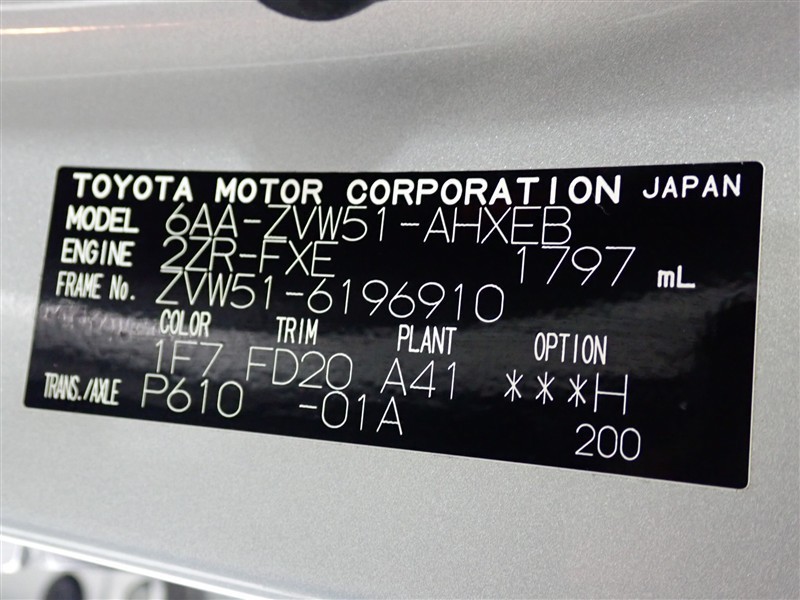 TOYOTA MOTOR CORPORATION JAPAN
MODEL 6AA-ZVW51-AHXEB
ENGINE 2ZR-FXE 1797 mL
FRAME No. ZVW51-6196910
COLOR TRIM PLANT OPTION
1F7 FD20 A41 ***H
TRANS./AXLE P610 -01A 200